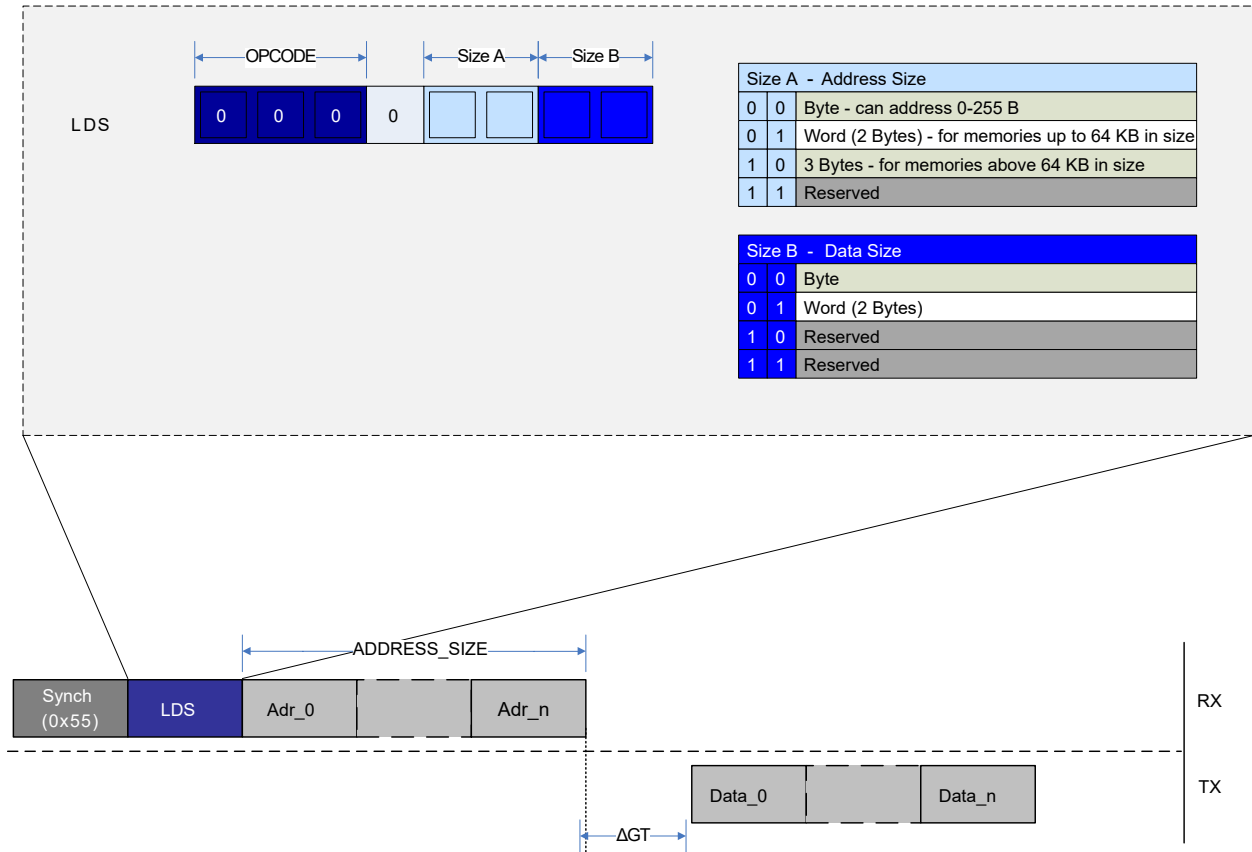 OPCODE Size A Size B
LDS 0 0 0 0
Size A - Address Size
0 0 Byte - can address 0-255 B
0 1 Word (2 Bytes) - for memories up to 64 KB in size
1 0 3 Bytes - for memories above 64 KB in size
1 1 Reserved
Size B - Data Size
0 0 Byte
0 1 Word (2 Bytes)
1 0 Reserved
1 1 Reserved
ADDRESS_SIZE
Synch
(0x55)
LDS Adr_0 Adr_n RX
Data_0 Data_n TX
ΔGT